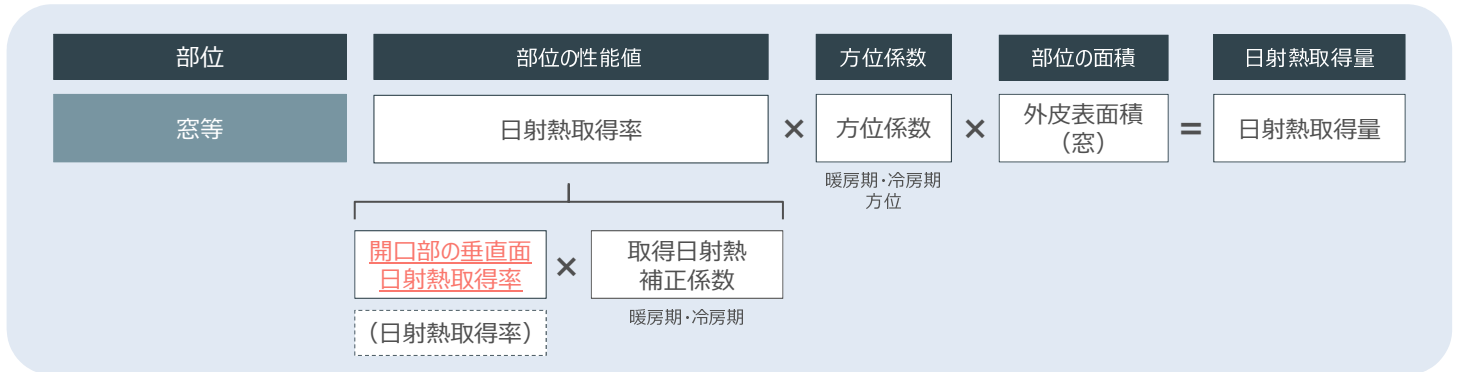 部位
部位の性能値
方位係数
部位の面積
日射熱取得量
窓等
日射熱取得率
×
方位係数
×
外皮表面積
（窓）
=
日射熱取得量
暖房期・冷房期
方位
開口部の垂直面
日射熱取得率
×
取得日射熱
補正係数
（日射熱取得率）
暖房期・冷房期